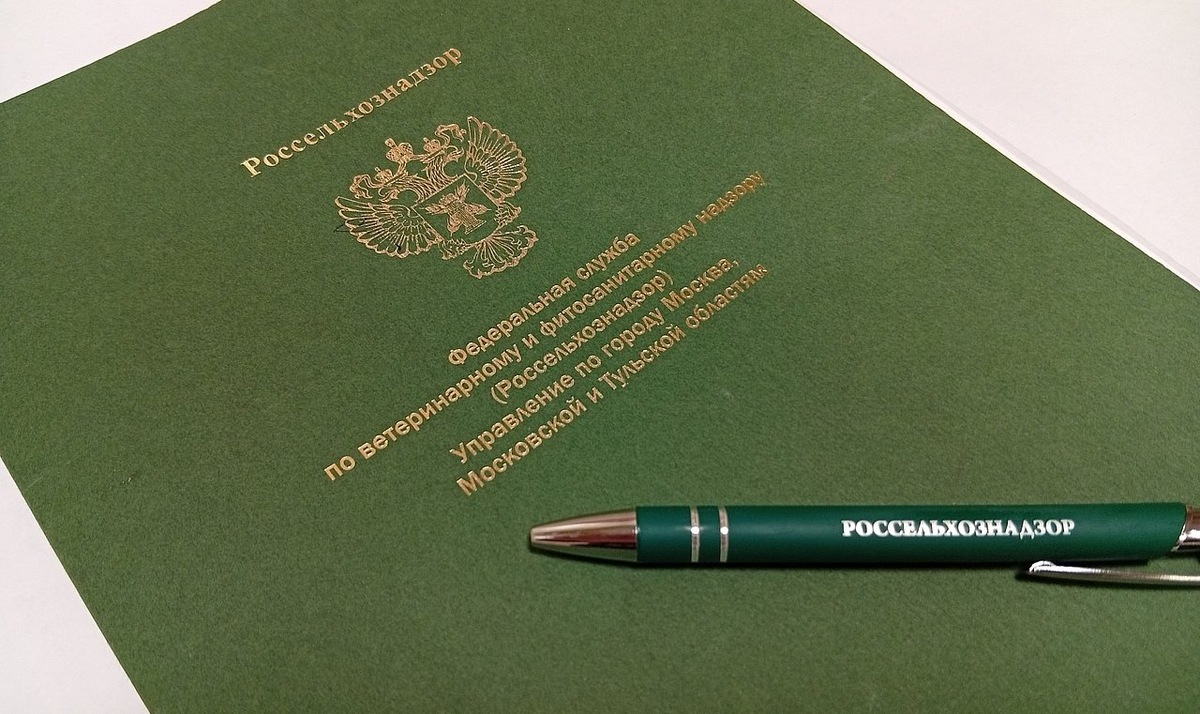 Россельхознадзор
Федеральная служба
по ветеринарному и фитосанитарному надзору
(Россельхознадзор)
Управление по городу Москва,
Московской и Тульской областям
РОССЕЛЬХОЗНАДЗОР